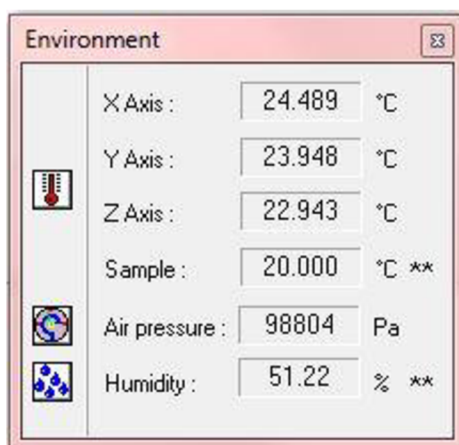 Environment
X Axis : 24.489 °C
Y Axis : 23.948 °C
Z Axis : 22.943 °C
Sample : 20.000 °C **
Air pressure : 98804 Pa
Humidity : 51.22 % **